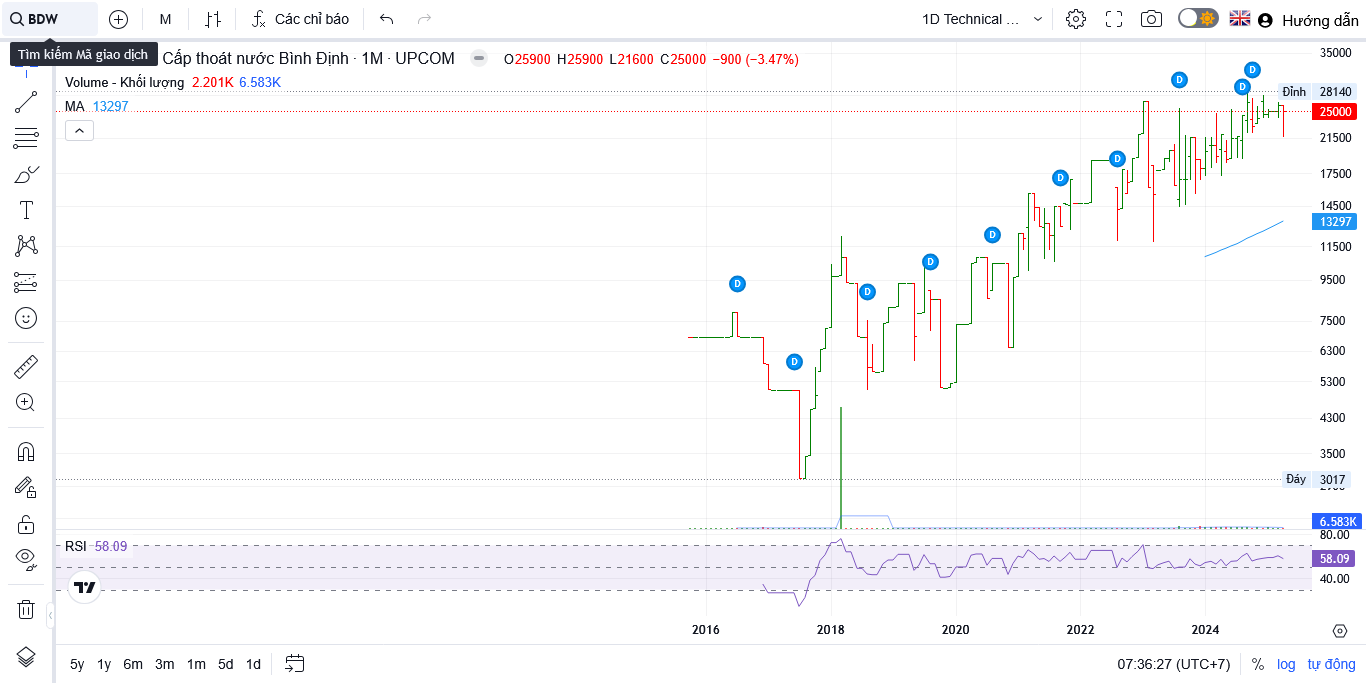 BDW
M
Các chỉ báo
1D Technical ...
Hướng dẫn
Tìm kiếm Mã giao dịch
Cấp thoát nước Bình Định · 1M · UPCOM
O25900 H25900 L21600 C25000 −900 (−3.47%)
Volume - Khối lượng 2.201K 6.583K
MA 13297
35000
Đỉnh 28140
25000
21500
17500
14500
13297
11500
9500
7500
6300
5300
4300
3500
Đáy 3017
6.583K
80.00
RSI 58.09
58.09
40.00
D
D
D
D
D
D
D
D
D
D
2016 2018 2020 2022 2024
5y 1y 6m 3m 1m 5d 1d
07:36:27 (UTC+7) % log tự động